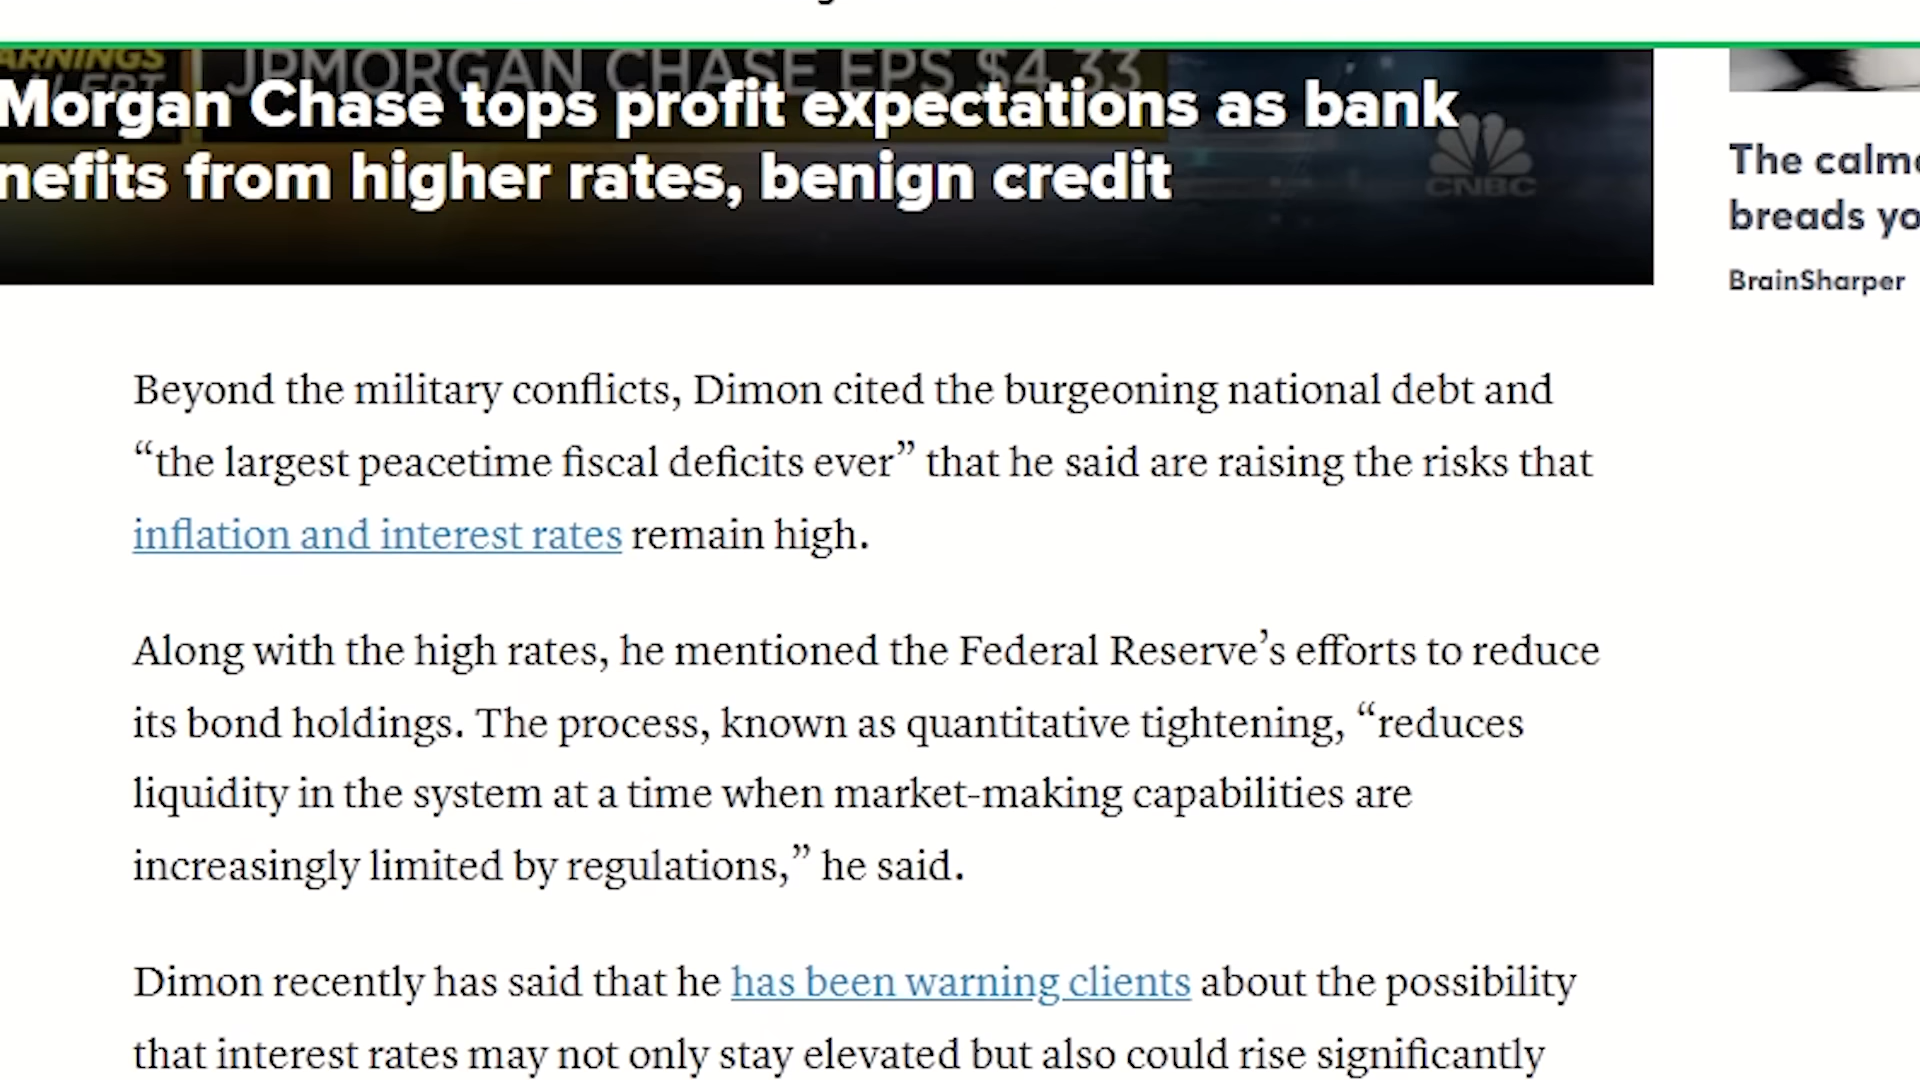 ARNINGS
JPMORGAN CHASE EPS $4.33
Morgan Chase tops profit expectations as bank
nefits from higher rates, benign credit
CNBC
The calm
breads yo
BrainSharper
Beyond the military conflicts, Dimon cited the burgeoning national debt and
“the largest peacetime fiscal deficits ever” that he said are raising the risks that
inflation and interest rates remain high.
Along with the high rates, he mentioned the Federal Reserve’s efforts to reduce
its bond holdings. The process, known as quantitative tightening, “reduces
liquidity in the system at a time when market-making capabilities are
increasingly limited by regulations,” he said.
Dimon recently has said that he has been warning clients about the possibility
that interest rates may not only stay elevated but also could rise significantly